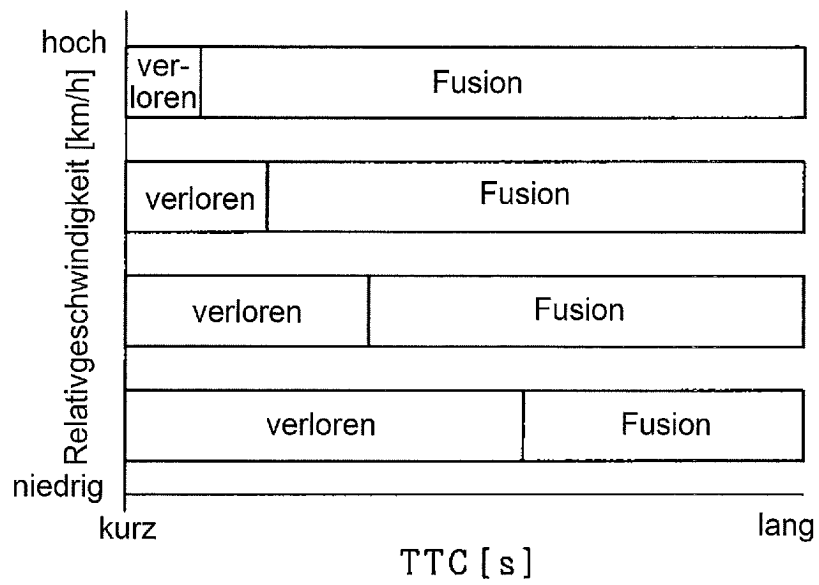 hoch
ver-
loren
Fusion
verloren
Fusion
verloren
Fusion
verloren
Fusion
Relativgeschwindigkeit [km/h]
niedrig
kurz
lang
TTC [s]